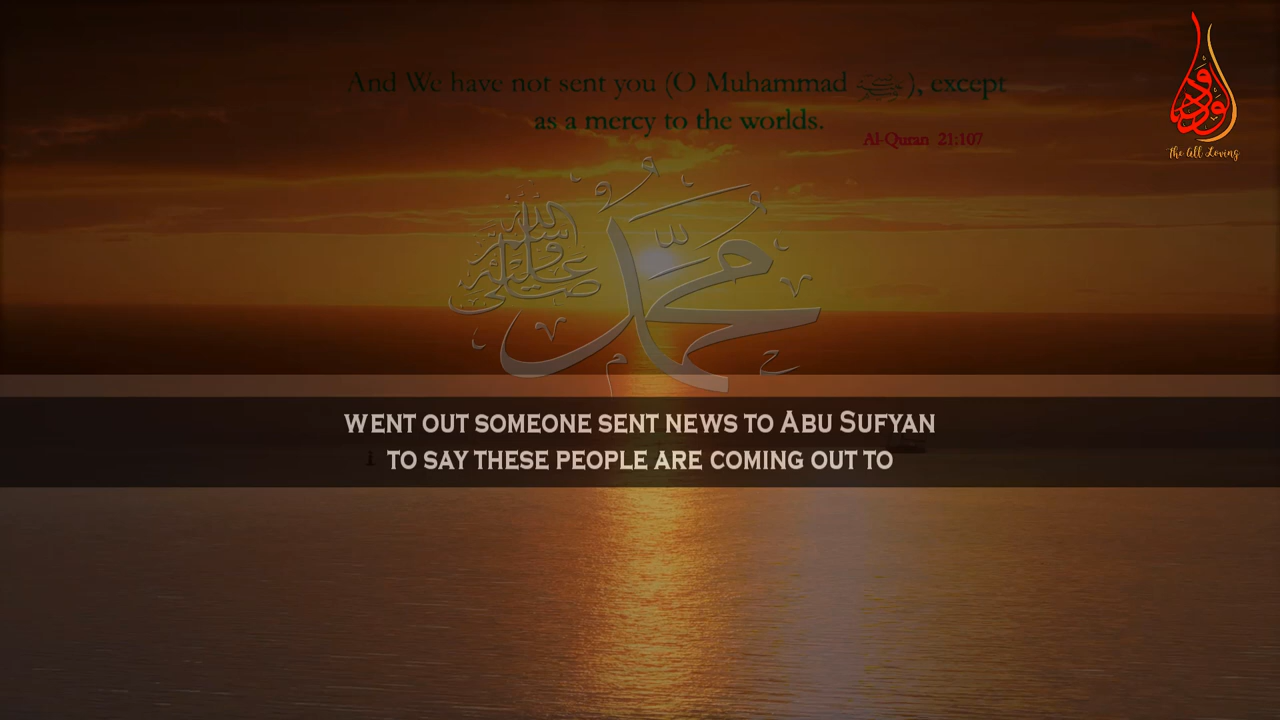 And We have not sent you (O Muhammad ﷺ), except
as a mercy to the worlds.
Al-Quran 21:107
الودود
The All Loving
محمد
صلى الله عليه وسلم
WENT OUT SOMEONE SENT NEWS TO ABU SUFYAN
TO SAY THESE PEOPLE ARE COMING OUT TO